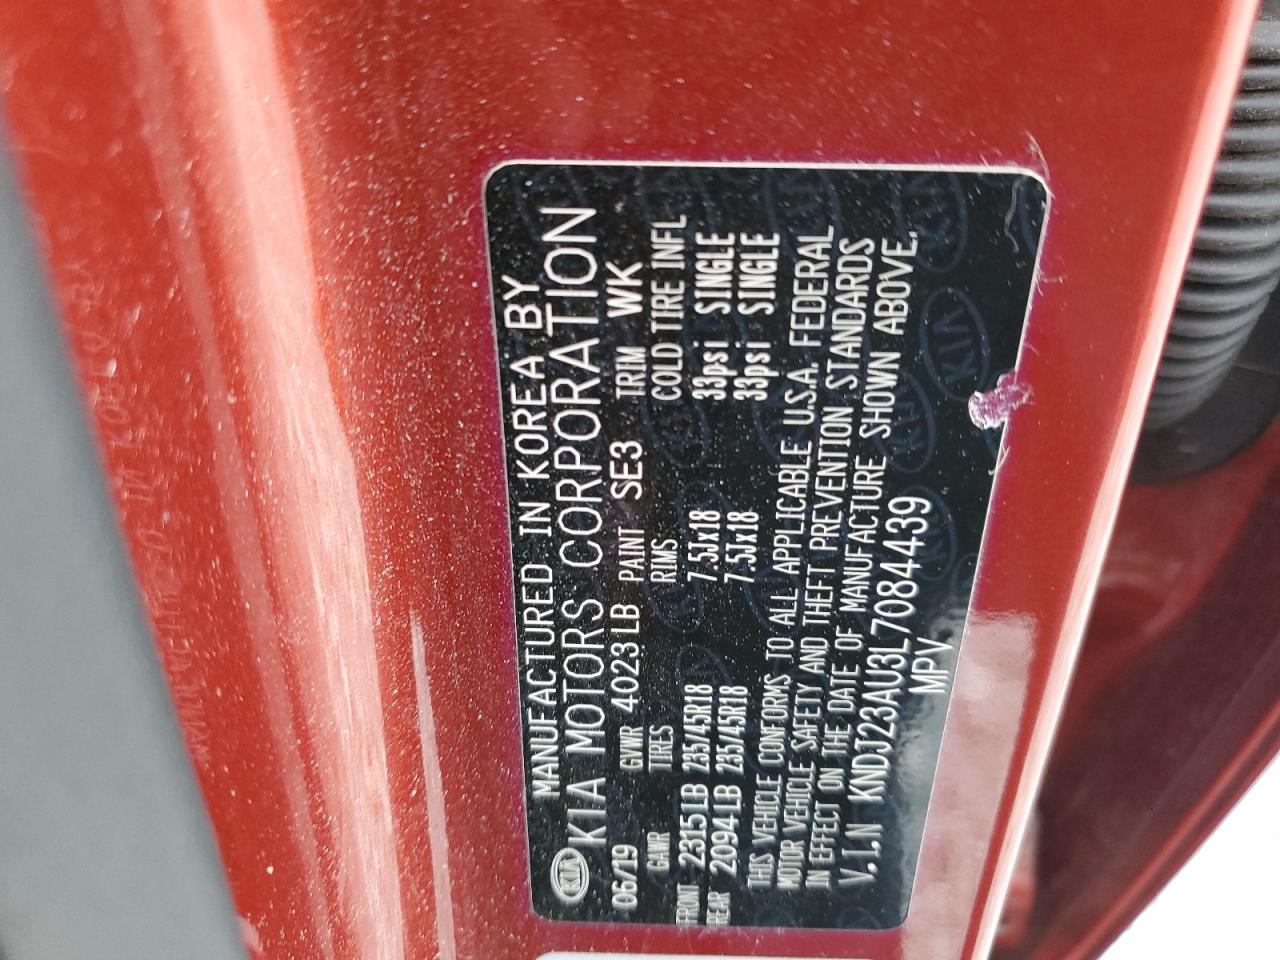 MANUFACTURED IN KOREA BY
KIA KIA MOTORS CORPORATION
06/19 GVWR 4023LB PAINT SE3 TRIM WK
GAWR TIRES RIMS COLD TIRE INFL
FRONT 2315LB 235/45R18 7.5Jx18 33psi SINGLE
REAR 2094LB 235/45R18 7.5Jx18 33psi SINGLE
THIS VEHICLE CONFORMS TO ALL APPLICABLE U.S.A. FEDERAL
MOTOR VEHICLE SAFETY AND THEFT PREVENTION STANDARDS
IN EFFECT ON THE DATE OF MANUFACTURE SHOWN ABOVE.
V.I.N KNDJ23AU3L7084439
MPV